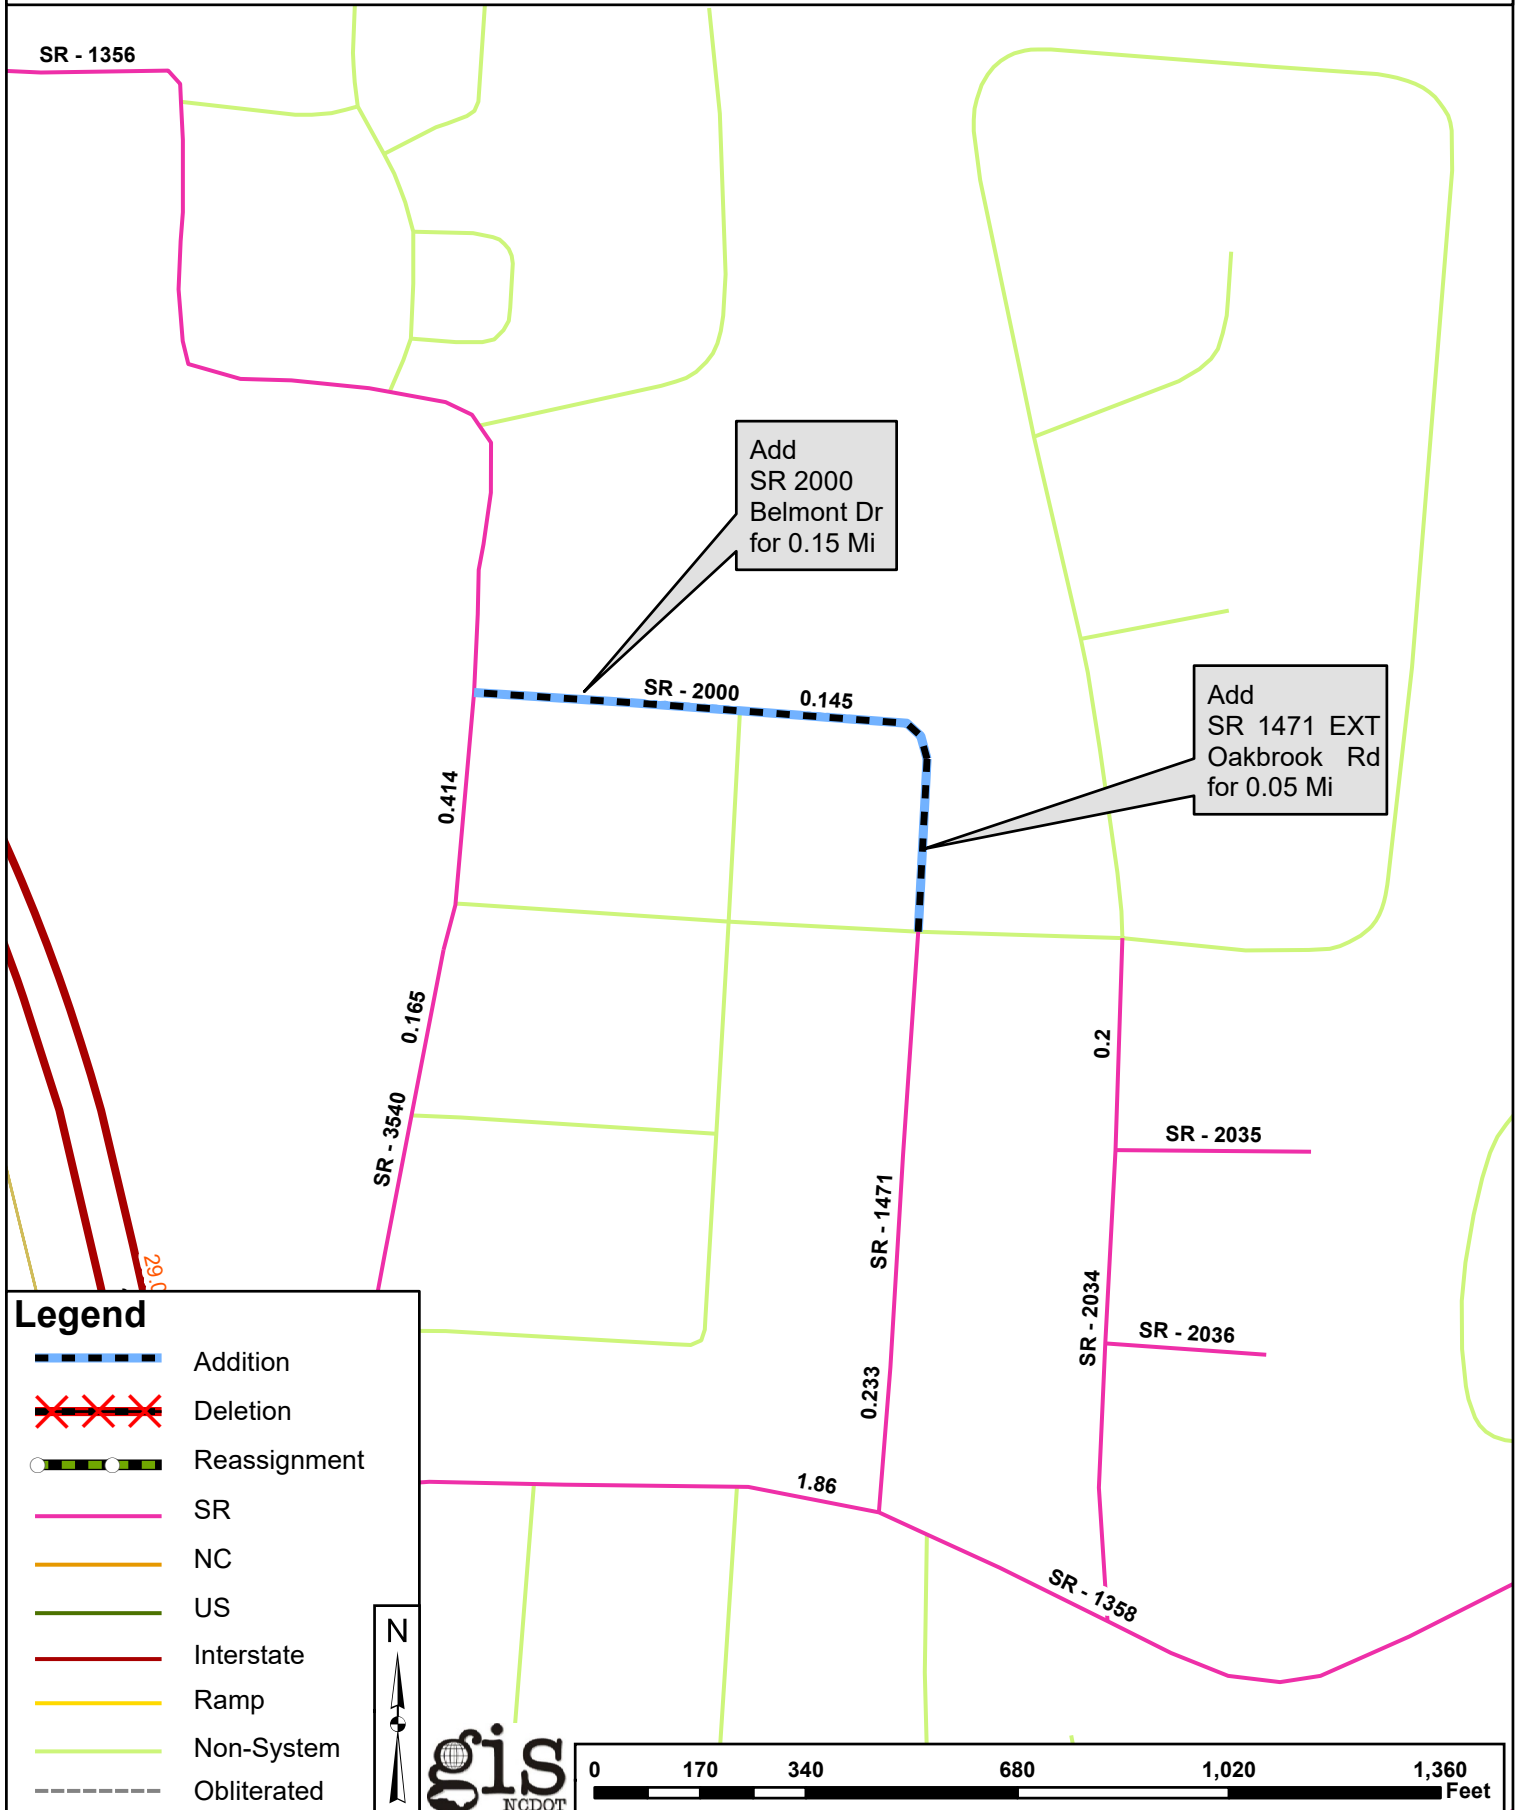 SR - 1356
Add
SR 2000
Belmont Dr
for 0.15 Mi
SR - 2000
0.145
Add
SR 1471 EXT
Oakbrook Rd
for 0.05 Mi
0.414
0.165
SR - 3540
0.2
SR - 2035
SR - 1471
SR - 2034
SR - 2036
0.233
1.86
SR - 1358
Legend
Addition
Deletion
Reassignment
SR
NC
US
Interstate
Ramp
Non-System
Obliterated
N
gis
NCDOT
0 170 340 680 1,020 1,360
Feet